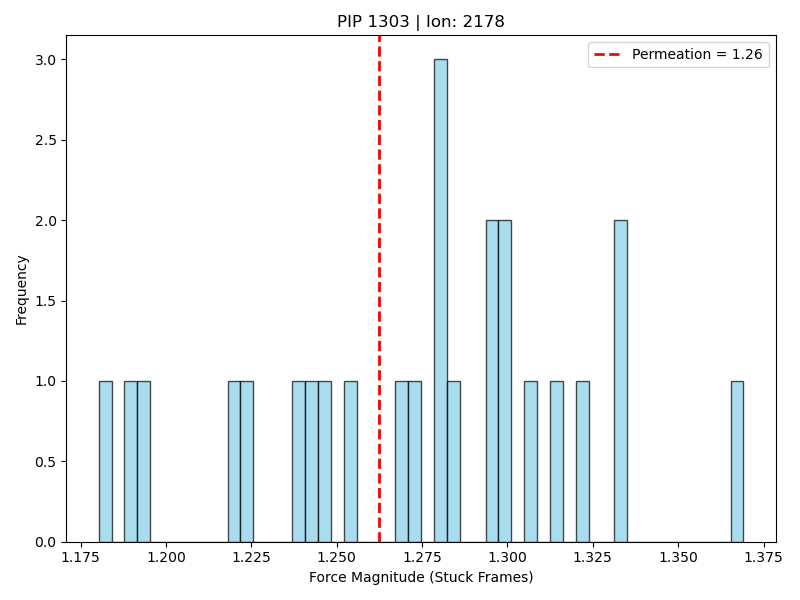 PIP 1303 | Ion: 2178
Permeation = 1.26
3.0
2.5
2.0
1.5
1.0
0.5
0.0
Frequency
1.175 1.200 1.225 1.250 1.275 1.300 1.325 1.350 1.375
Force Magnitude (Stuck Frames)